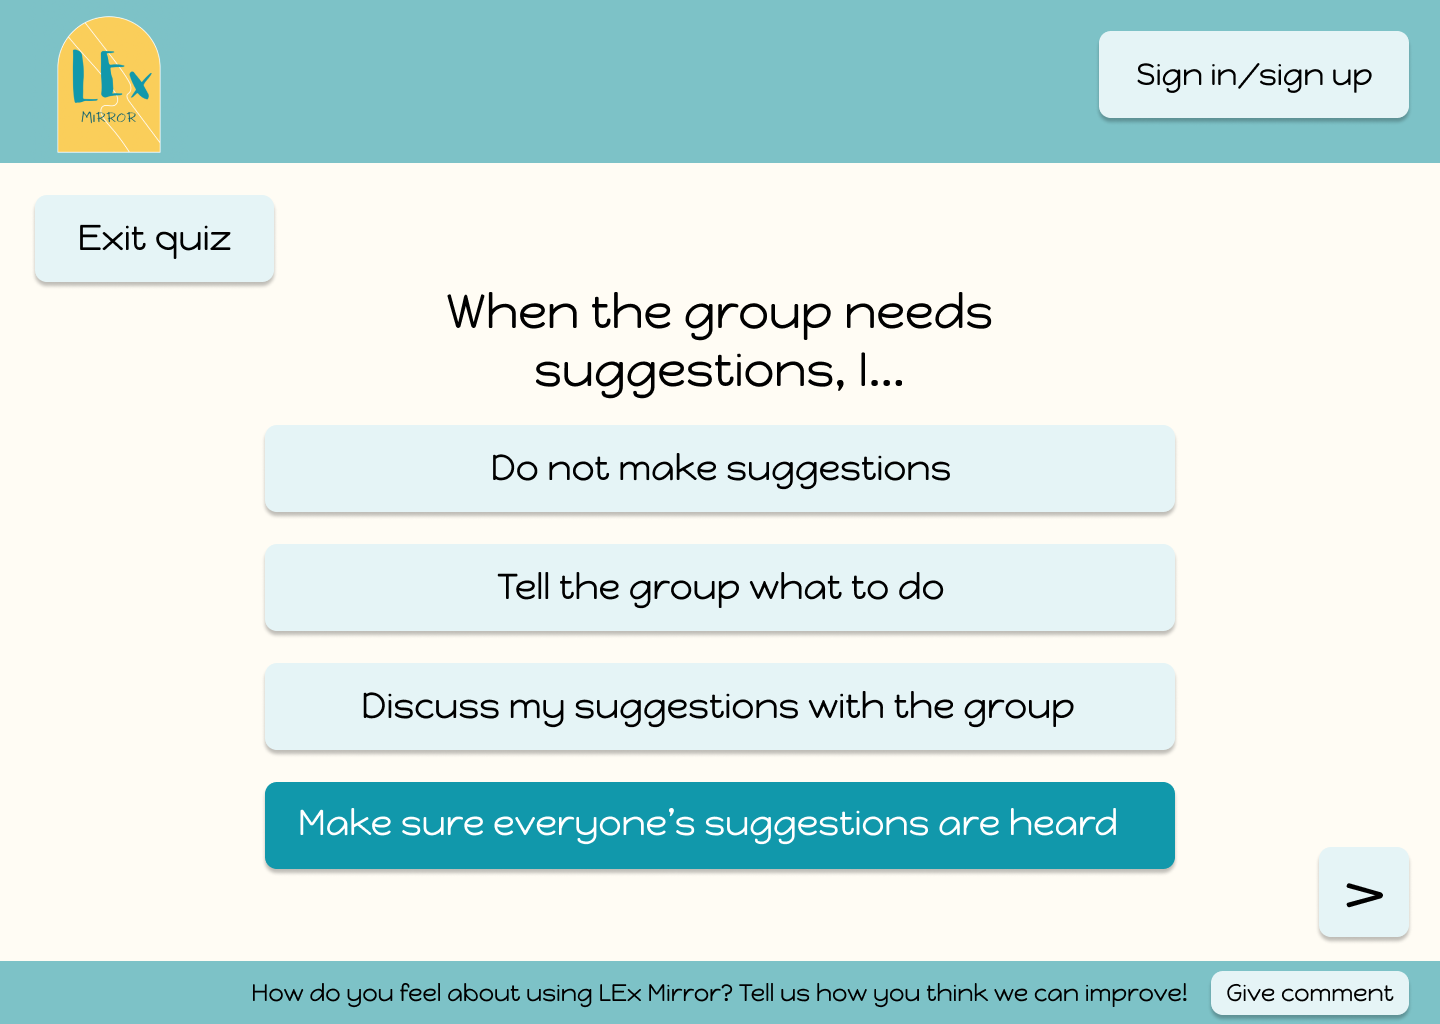 LEx
MIRROR
Sign in/sign up
Exit quiz
When the group needs
suggestions, I...
Do not make suggestions
Tell the group what to do
Discuss my suggestions with the group
Make sure everyone's suggestions are heard
>
How do you feel about using LEx Mirror? Tell us how you think we can improve!
Give comment